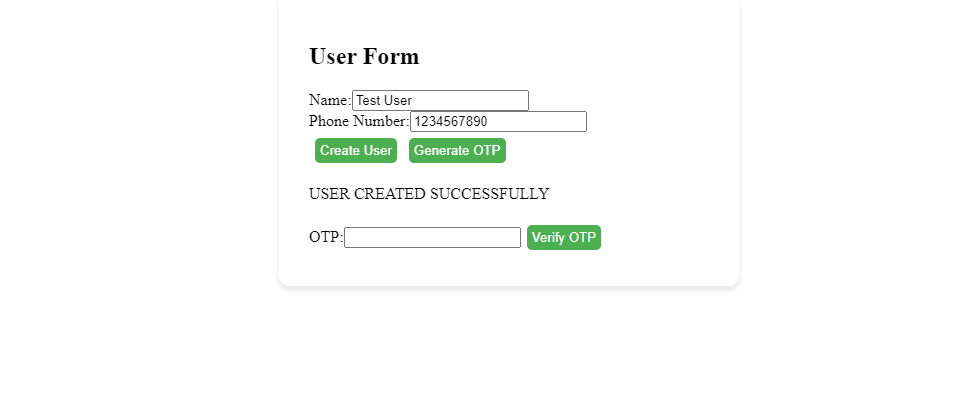 User Form
Name: Test User
Phone Number: 1234567890
Create User Generate OTP
USER CREATED SUCCESSFULLY
OTP: Verify OTP